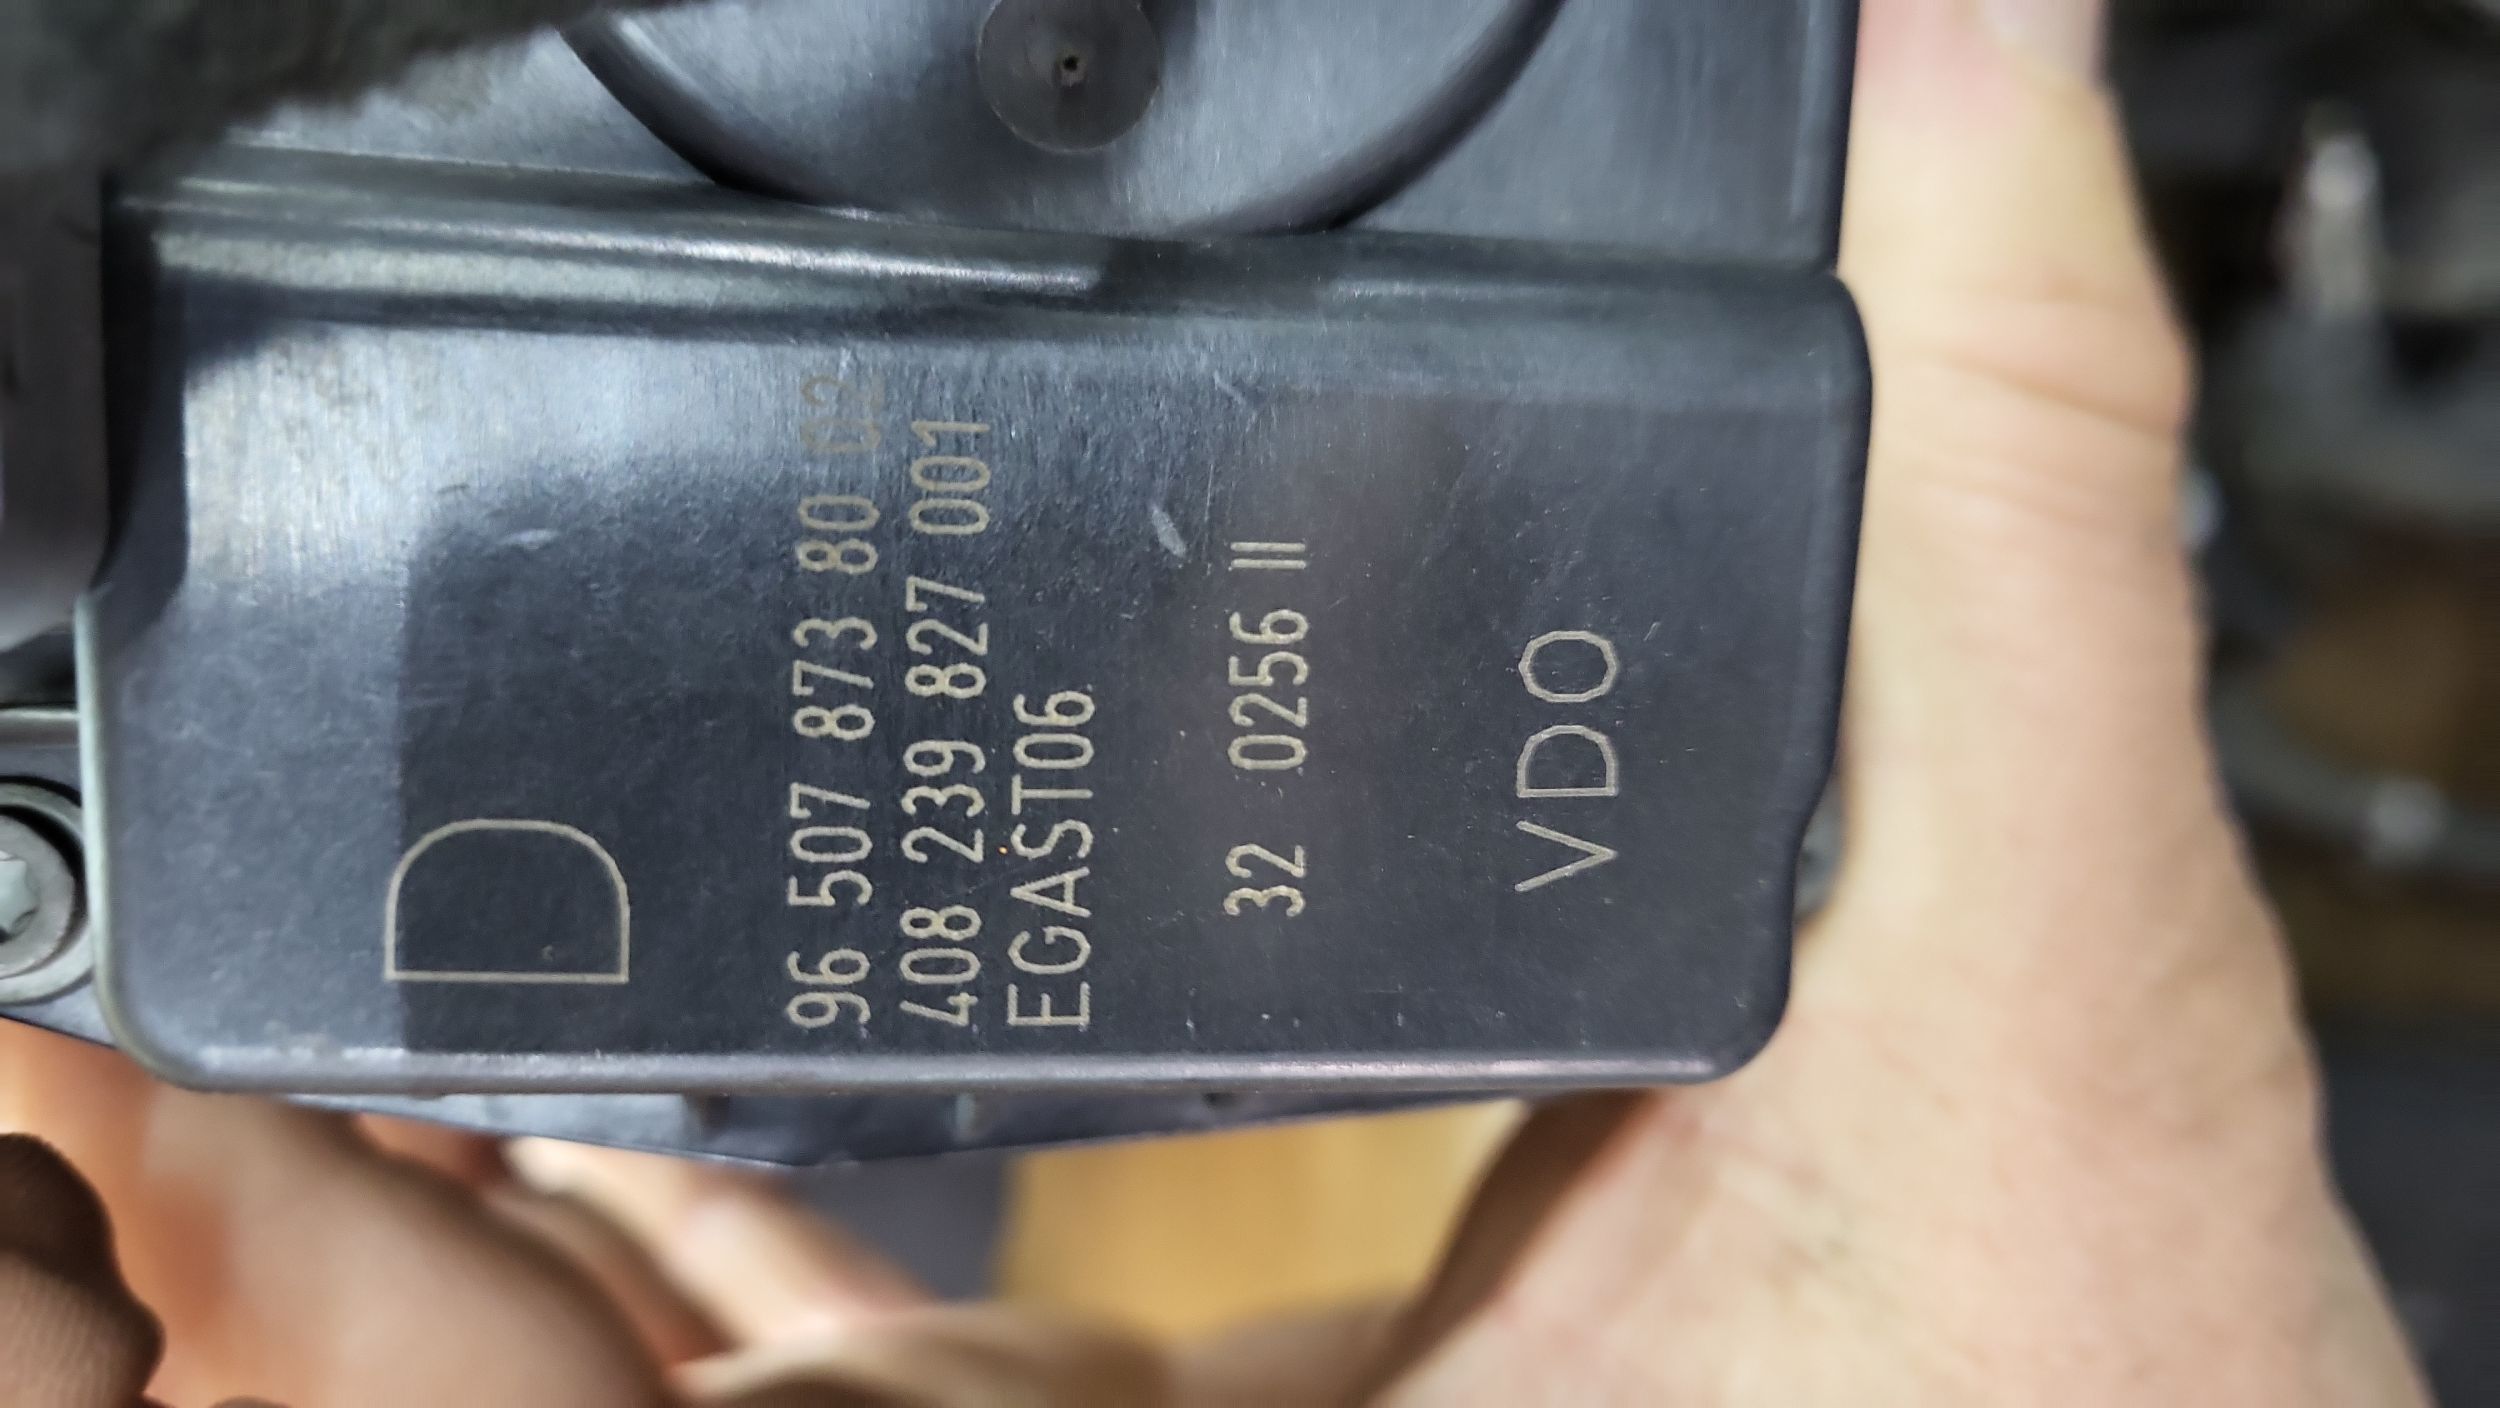 D
96 507 873 80 02
408 239 827 001
EGAST06
32 0256 II
VDO